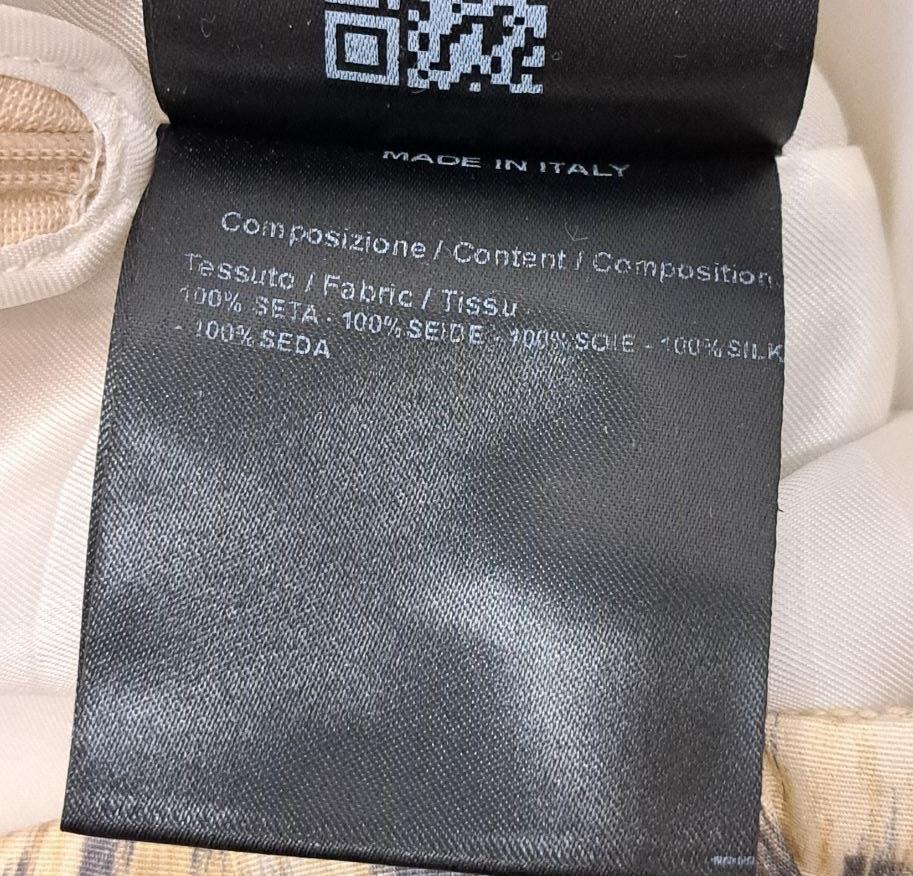 MADE IN ITALY
Composizione / Content / Composition
Tessuto / Fabric / Tissu
100% SETA - 100% SEIDE - 100% SOIE - 100% SILK
- 100% SEDA